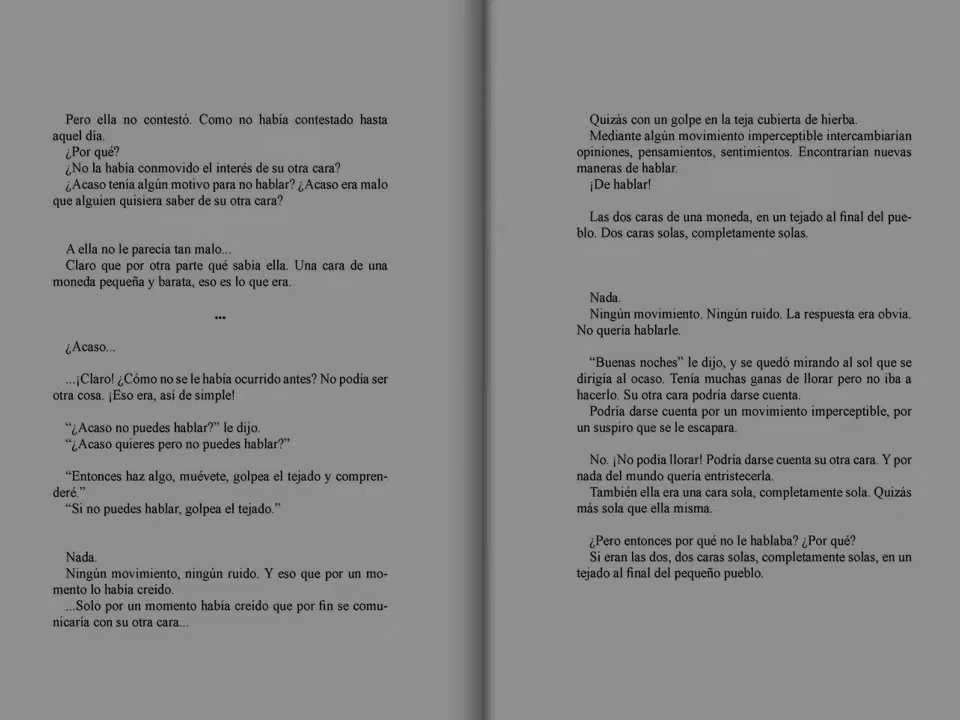 Pero ella no contestó. Como no había contestado hasta
aquel día.
¿Por qué?
¿No la había conmovido el interés de su otra cara?
¿Acaso tenía algún motivo para no hablar? ¿Acaso era malo
que alguien quisiera saber de su otra cara?
A ella no le parecía tan malo...
Claro que por otra parte qué sabía ella. Una cara de una
moneda pequeña y barata, eso es lo que era.
...
¿Acaso...
...¡Claro! ¿Cómo no se le había ocurrido antes? No podía ser
otra cosa. ¡Eso era, así de simple!
“¿Acaso no puedes hablar?” le dijo.
“¿Acaso quieres pero no puedes hablar?”
“Entonces haz algo, muévete, golpea el tejado y compren-
deré.”
“Si no puedes hablar, golpea el tejado.”
Nada.
Ningún movimiento, ningún ruido. Y eso que por un mo-
mento lo había creído.
...Solo por un momento había creído que por fin se comu-
nicaría con su otra cara...
Quizás con un golpe en la teja cubierta de hierba.
Mediante algún movimiento imperceptible intercambiarían
opiniones, pensamientos, sentimientos. Encontrarían nuevas
maneras de hablar.
¡De hablar!
Las dos caras de una moneda, en un tejado al final del pue-
blo. Dos caras solas, completamente solas.
Nada.
Ningún movimiento. Ningún ruido. La respuesta era obvia.
No quería hablarle.
“Buenas noches” le dijo, y se quedó mirando al sol que se
dirigía al ocaso. Tenía muchas ganas de llorar pero no iba a
hacerlo. Su otra cara podría darse cuenta.
Podría darse cuenta por un movimiento imperceptible, por
un suspiro que se le escapara.
No. ¡No podía llorar! Podría darse cuenta su otra cara. Y por
nada del mundo quería entristecerla.
También ella era una cara sola, completamente sola. Quizás
más sola que ella misma.
¿Pero entonces por qué no le hablaba? ¿Por qué?
Si eran las dos, dos caras solas, completamente solas, en un
tejado al final del pequeño pueblo.